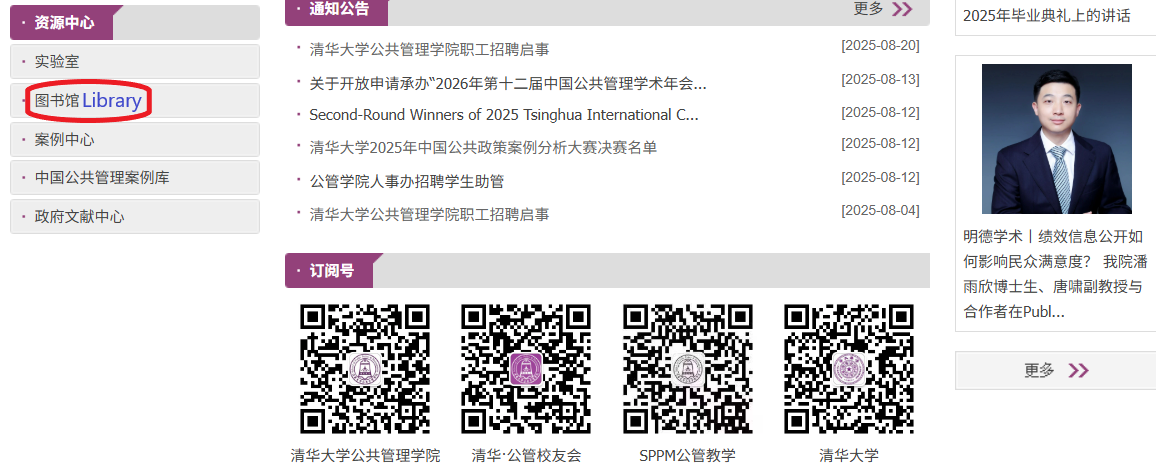 资源中心
实验室
图书馆 Library
案例中心
中国公共管理案例库
政府文献中心
通知公告
更多
清华大学公共管理学院职工招聘启事
[2025-08-20]
关于开放申请承办“2026年第十二届中国公共管理学术年会...
[2025-08-13]
Second-Round Winners of 2025 Tsinghua International C...
[2025-08-12]
清华大学2025年中国公共政策案例分析大赛决赛名单
[2025-08-12]
公管学院人事办招聘学生助管
[2025-08-12]
清华大学公共管理学院职工招聘启事
[2025-08-04]
订阅号
清华大学公共管理学院
清华·公管校友会
SPPM公管教学
清华大学
2025年毕业典礼上的讲话
明德学术丨绩效信息公开如
何影响民众满意度？ 我院潘
雨欣博士生、唐啸副教授与
合作者在Publ...
更多